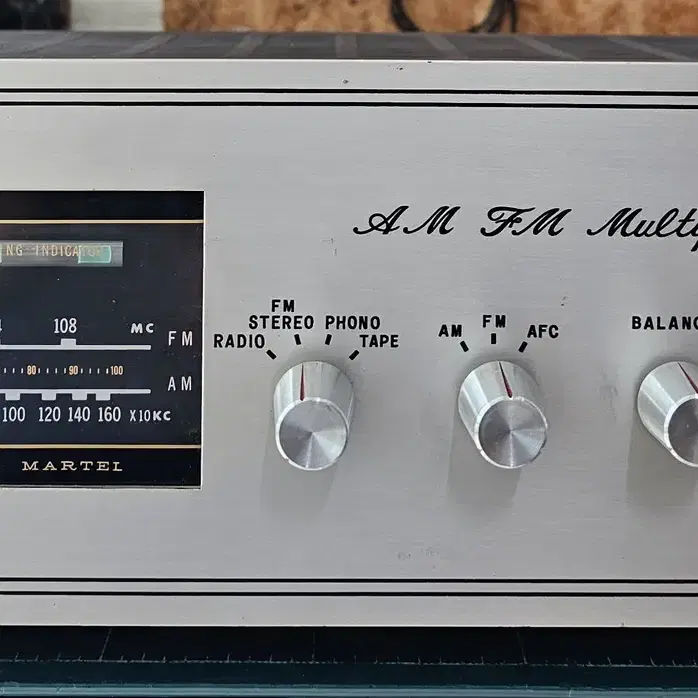 AM FM Multip
NG INDICATOR
108 MC FM
80 90 100
AM
100 120 140 160 X10KC
MARTEL
RADIO FM STEREO PHONO TAPE
AM FM AFC
BALANC